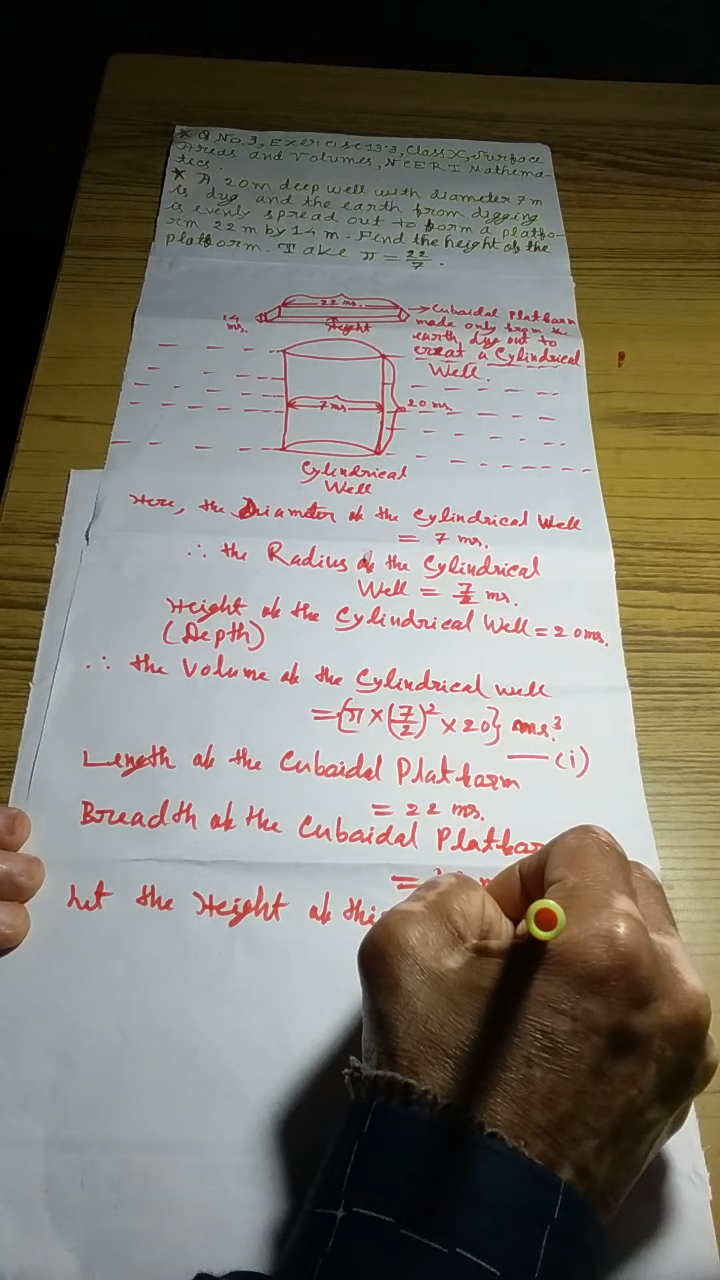 * Q.No.3, Exercise 13.3, Class X, Surface
Areas and Volumes, NCERT Mathema-
tics.
* A 20m deep well with diameter 7 m
is dug and the earth from digging
is evenly spread out to form a platfo-
rm 22 m by 14 m. Find the height of the
platform. Take π = 22/7.
22 ms.
14
ms.
Height
→ Cuboidal Platform
made only from the
earth, dug out to
creat a Cylindrical
Well.
7 ms.
20 ms.
Cylindrical
Well
Here, the Diameter of the Cylindrical Well
= 7 ms.
∴ the Radius of the Cylindrical
Well = 7/2 ms.
Height of the Cylindrical Well = 20 ms.
(Depth)
∴ the Volume of the Cylindrical well
= {π × (7/2)² × 20} ms.³
—(i)
Length of the Cuboidal Platform
= 22 ms.
Breadth of the Cuboidal Platfor
=
Let the Height of this